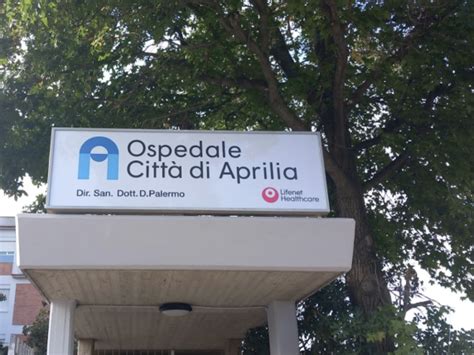 Ospedale
Città di Aprilia
Dir. San. Dott. D.Palermo
Lifenet
Healthcare